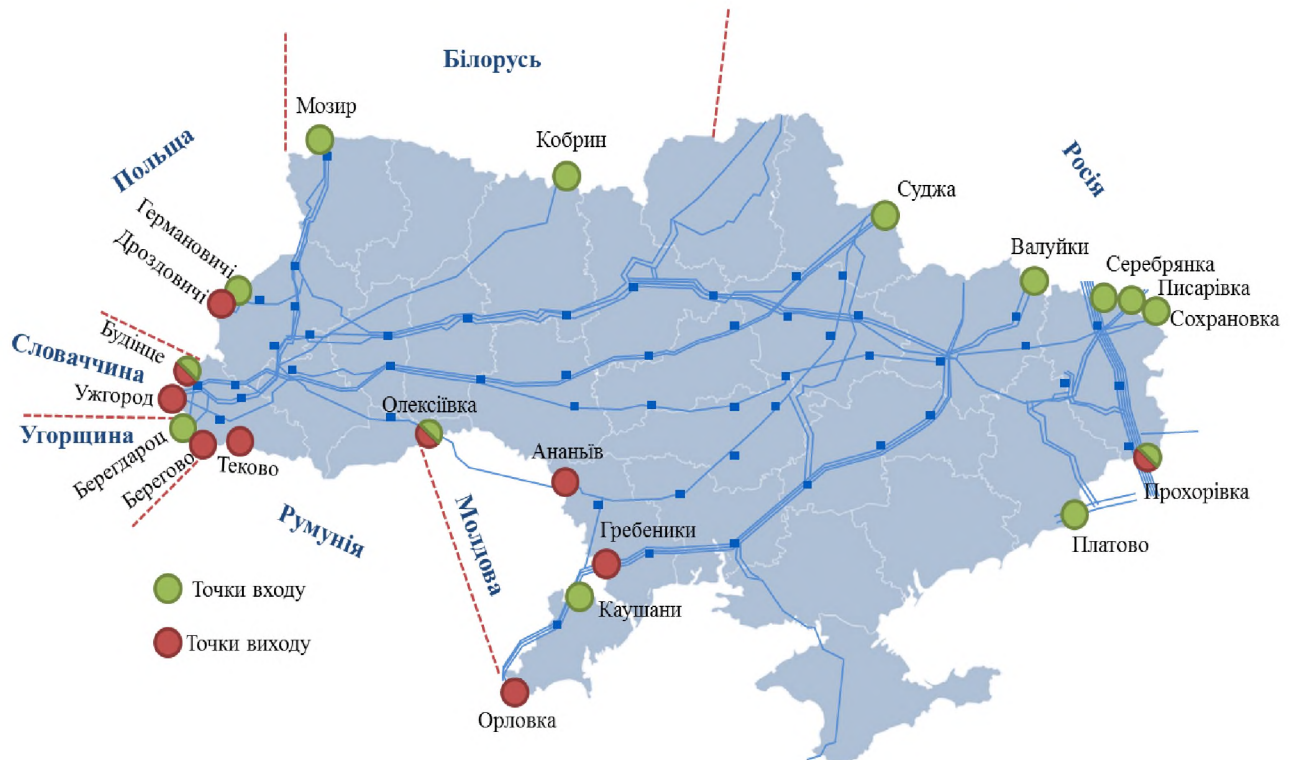 Білорусь
Мозир
Кобрин
Польща
Росія
Суджа
Германовичі
Дроздовичі
Валуйки
Серебрянка
Писарівка
Сохрановка
Будінце
Словаччина
Ужгород
Угорщина
Берегдароц
Берегово
Теково
Олексіївка
Ананьїв
Прохорівка
Румунія
Молдова
Гребеники
Платово
Точки входу
Каушани
Точки виходу
Орловка